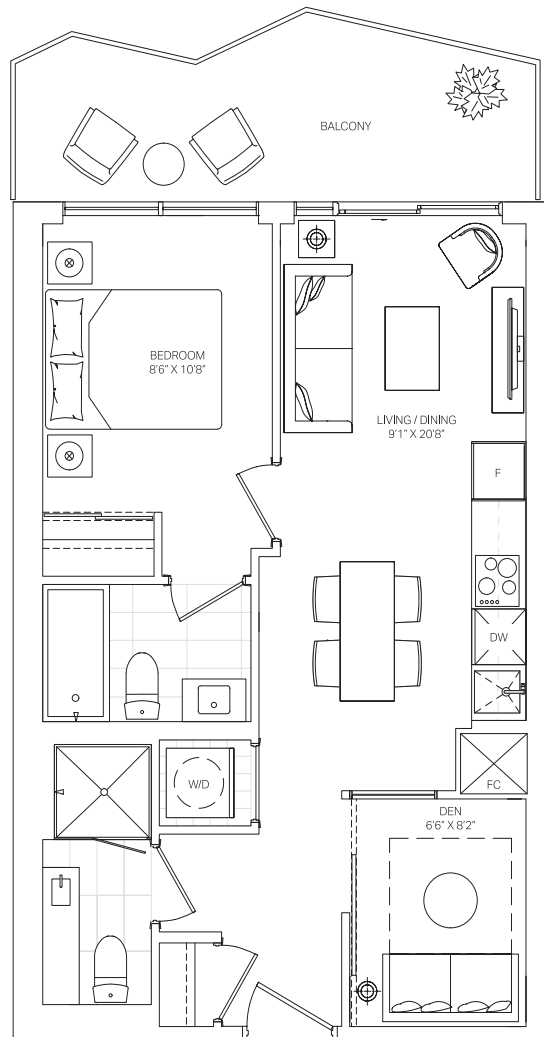 BALCONY
BEDROOM
8'6" X 10'8"
LIVING / DINING
9'1" X 20'8"
F
DW
W/D
FC
DEN
6'6" X 8'2"